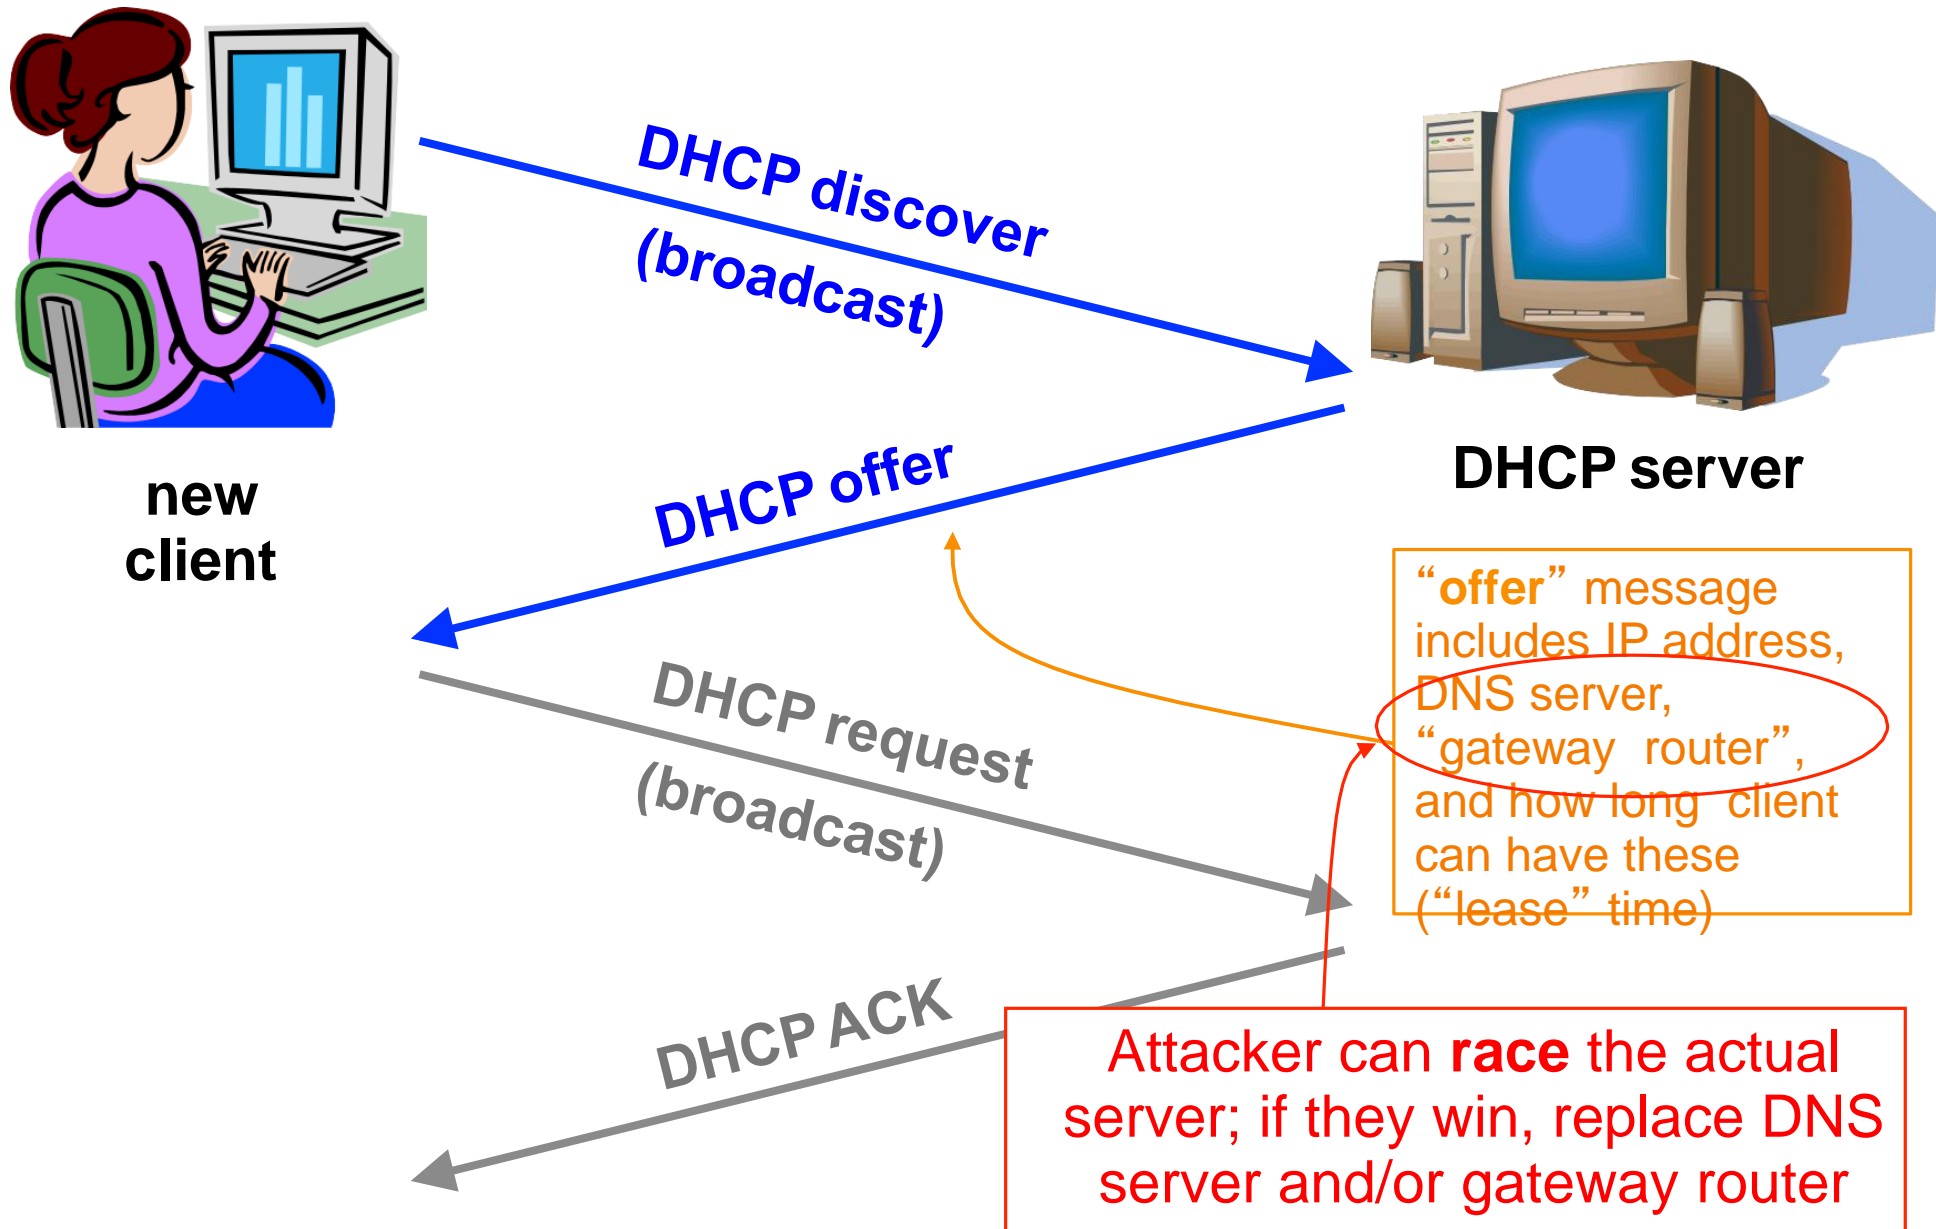 DHCP discover
(broadcast)
DHCP offer
new
client
DHCP server
“offer” message
includes IP address,
DNS server,
“gateway router”,
and how long client
can have these
(“lease” time)
DHCP request
(broadcast)
DHCP ACK
Attacker can race the actual
server; if they win, replace DNS
server and/or gateway router